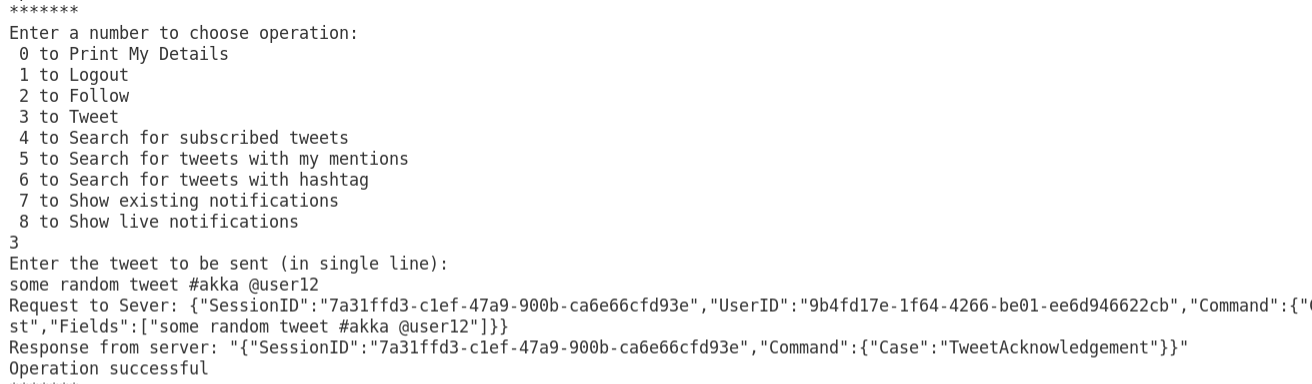 *******
Enter a number to choose operation:
 0 to Print My Details
 1 to Logout
 2 to Follow
 3 to Tweet
 4 to Search for subscribed tweets
 5 to Search for tweets with my mentions
 6 to Search for tweets with hashtag
 7 to Show existing notifications
 8 to Show live notifications
3
Enter the tweet to be sent (in single line):
some random tweet #akka @user12
Request to Sever: {"SessionID":"7a31ffd3-c1ef-47a9-900b-ca6e66cfd93e","UserID":"9b4fd17e-1f64-4266-be01-ee6d946622cb","Command":{"
st","Fields":["some random tweet #akka @user12"]}}
Response from server: "{"SessionID":"7a31ffd3-c1ef-47a9-900b-ca6e66cfd93e","Command":{"Case":"TweetAcknowledgement"}}"
Operation successful
*******